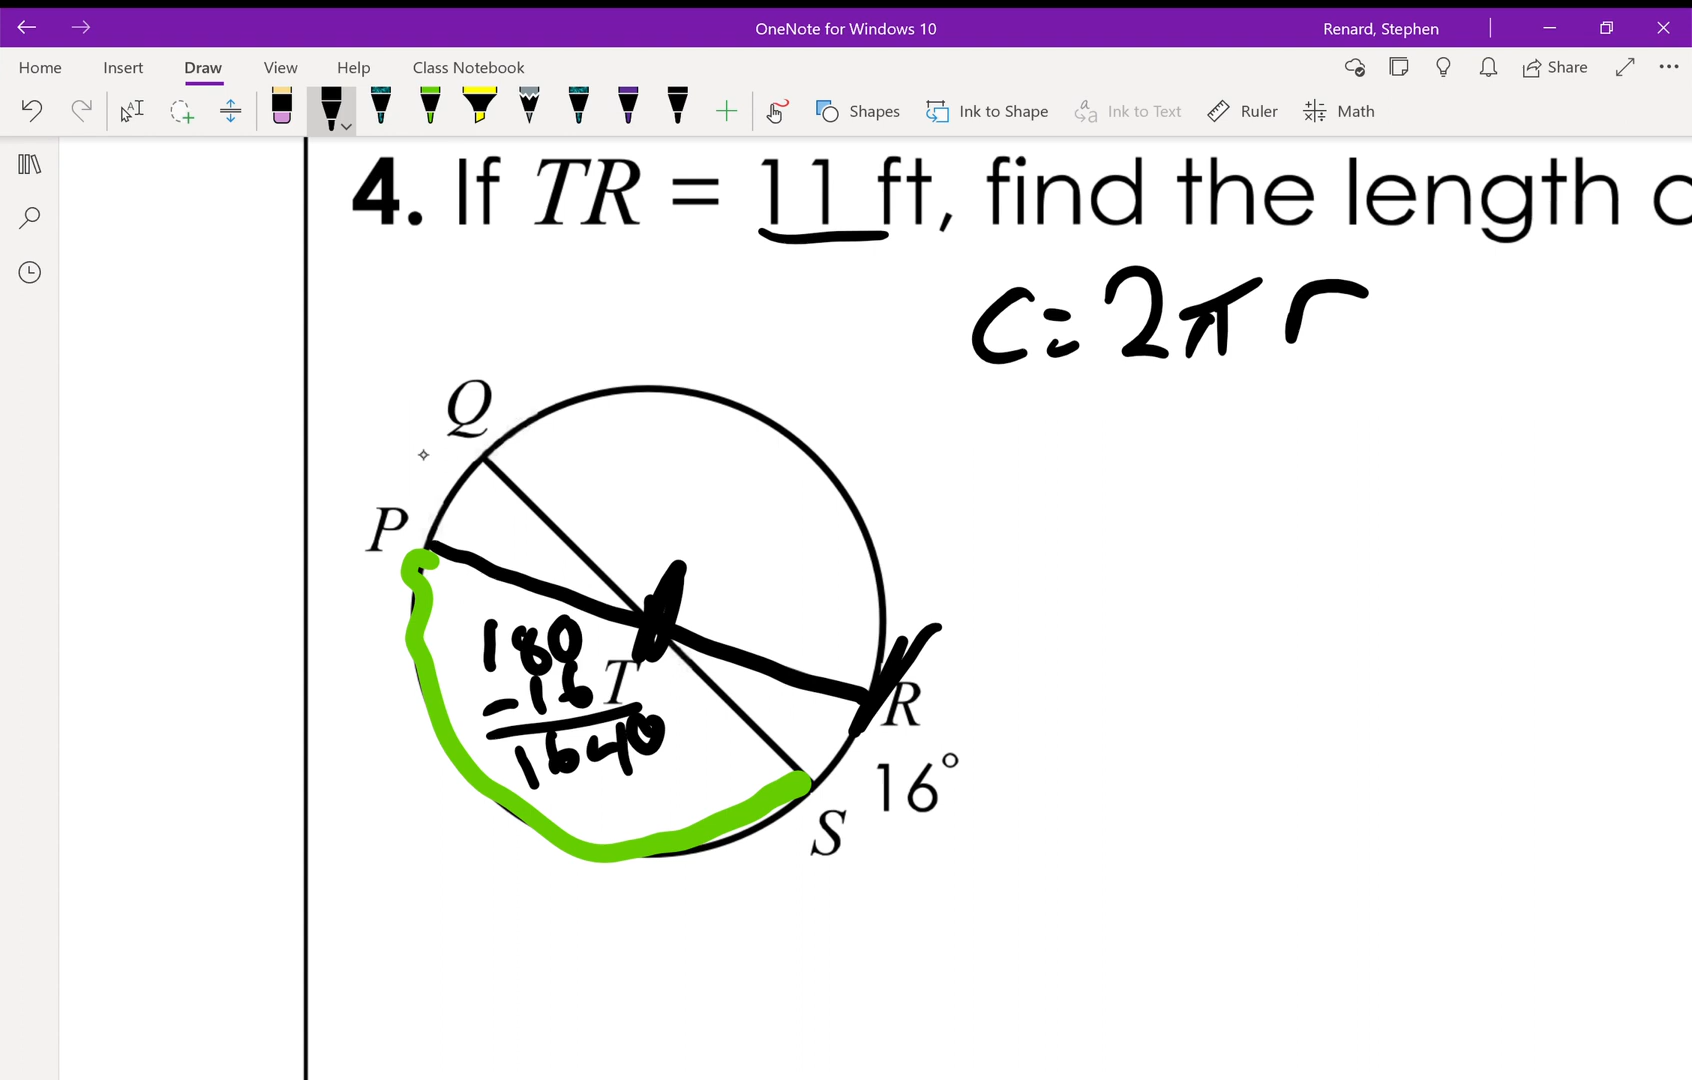 OneNote for Windows 10
Renard, Stephen
Home Insert Draw View Help Class Notebook
Share
Shapes Ink to Shape Ink to Text Ruler Math
4. If TR = 11 ft, find the length
C = 2πr
Q
P
180
-16
164°
T
R
16°
S